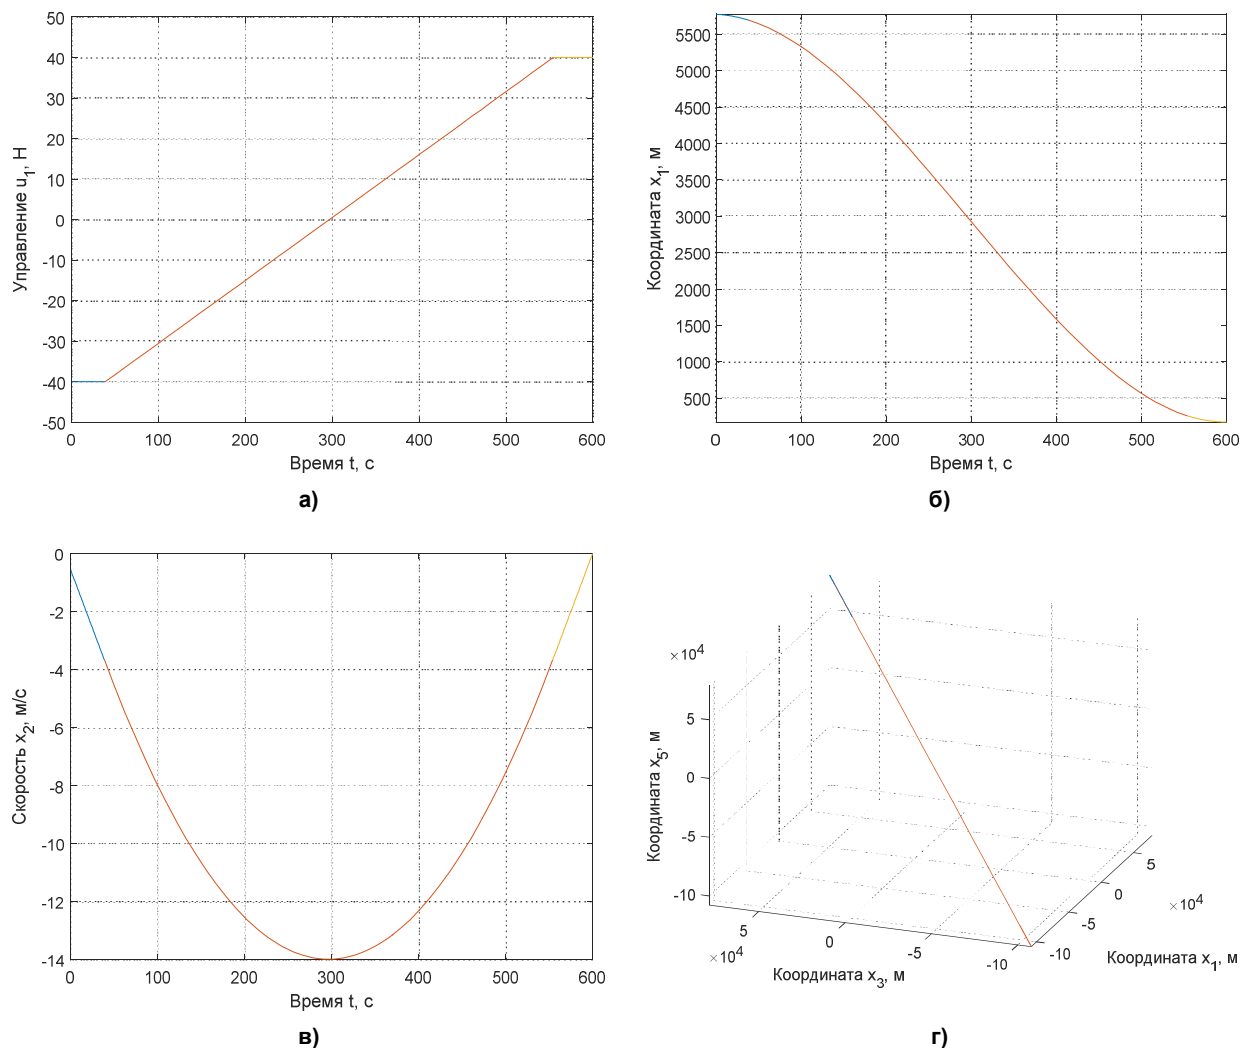 50
40
30
20
10
0
-10
-20
-30
-40
-50
0 100 200 300 400 500 600
Время t, с
Управление u1, Н
а)
5500
5000
4500
4000
3500
3000
2500
2000
1500
1000
500
0 100 200 300 400 500 600
Время t, с
Координата x1, м
б)
0
-2
-4
-6
-8
-10
-12
-14
0 100 200 300 400 500 600
Время t, с
Скорость x2, м/с
в)
×10^4
5
0
-5
-10
Координата x5, м
5 0 -5 -10
×10^4
Координата x3, м
5
0
-5
-10
×10^4
Координата x1, м
г)